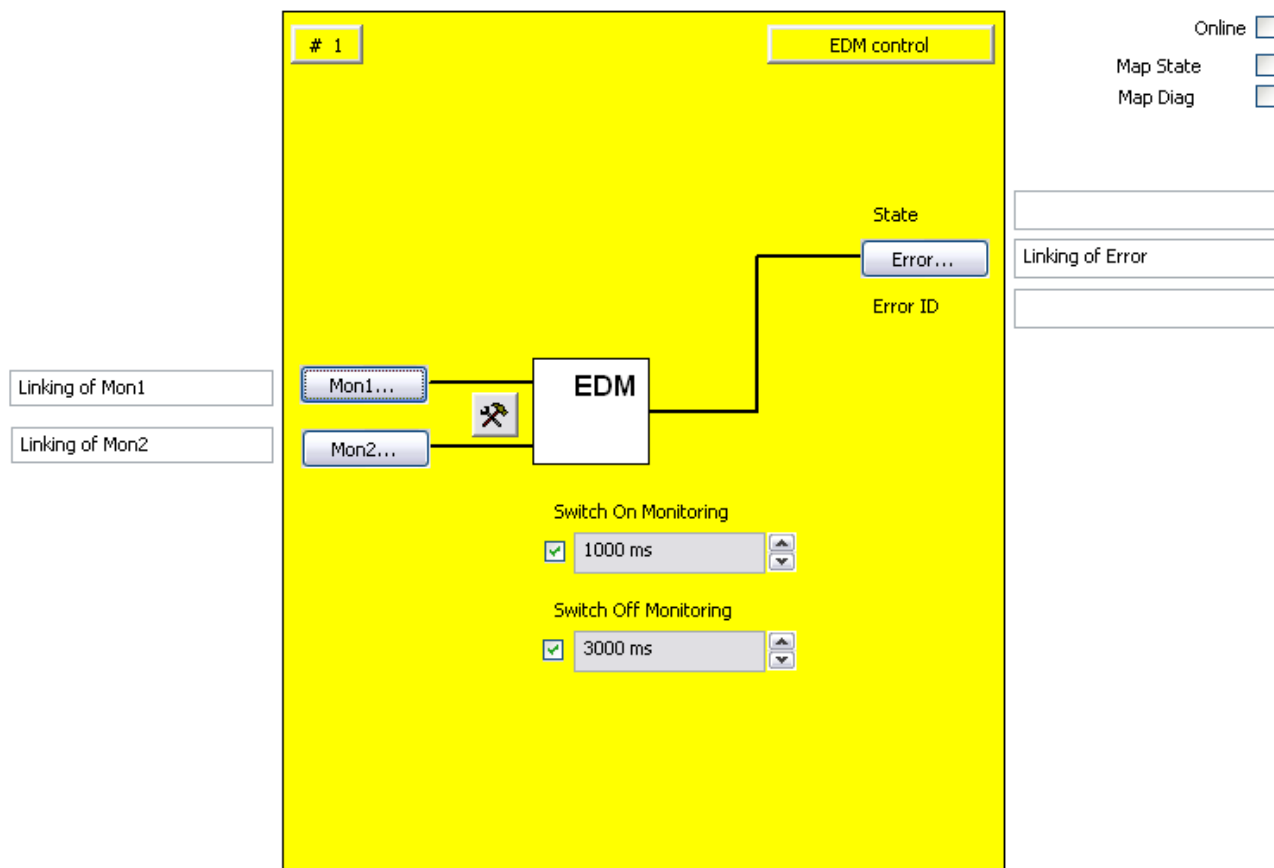 # 1
EDM control
Online
Map State
Map Diag
State
Error...
Linking of Error
Error ID
Linking of Mon1
Mon1...
EDM
Linking of Mon2
Mon2...
Switch On Monitoring
1000 ms
Switch Off Monitoring
3000 ms